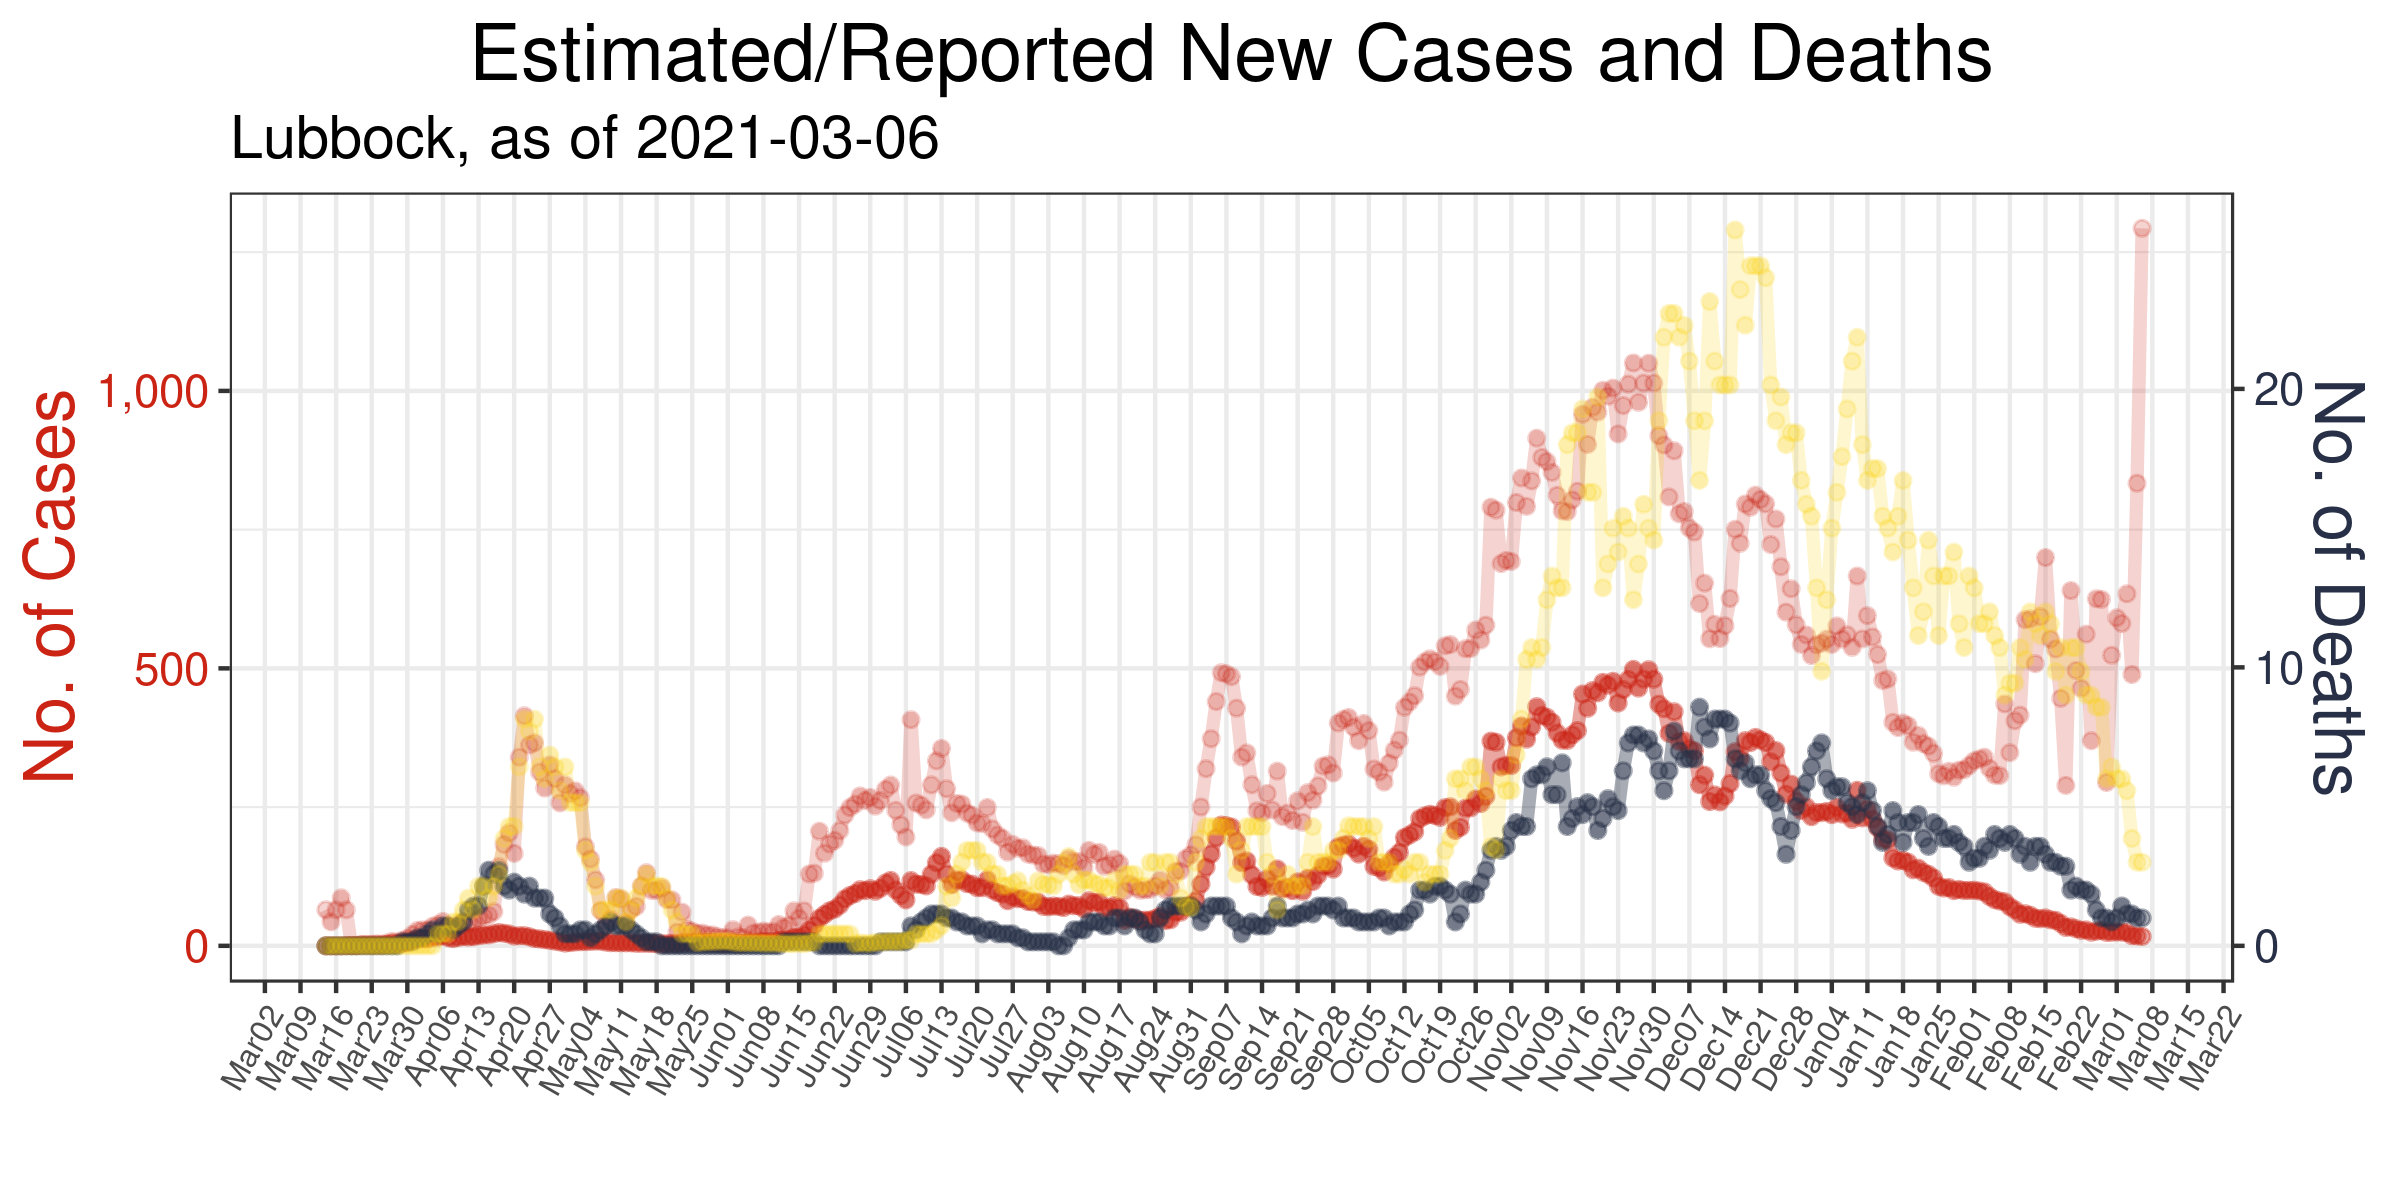 Estimated/Reported New Cases and Deaths
Lubbock, as of 2021-03-06
No. of Cases
1,000
500
0
No. of Deaths
20
10
0
Mar02
Mar09
Mar16
Mar23
Mar30
Apr06
Apr13
Apr20
Apr27
May04
May11
May18
May25
Jun01
Jun08
Jun15
Jun22
Jun29
Jul06
Jul13
Jul20
Jul27
Aug03
Aug10
Aug17
Aug24
Aug31
Sep07
Sep14
Sep21
Sep28
Oct05
Oct12
Oct19
Oct26
Nov02
Nov09
Nov16
Nov23
Nov30
Dec07
Dec14
Dec21
Dec28
Dec04
Jan11
Jan18
Jan18
Jan25
Feb01
Feb08
Feb15
Feb22
Mar01
Mar08
Mar15
Mar22